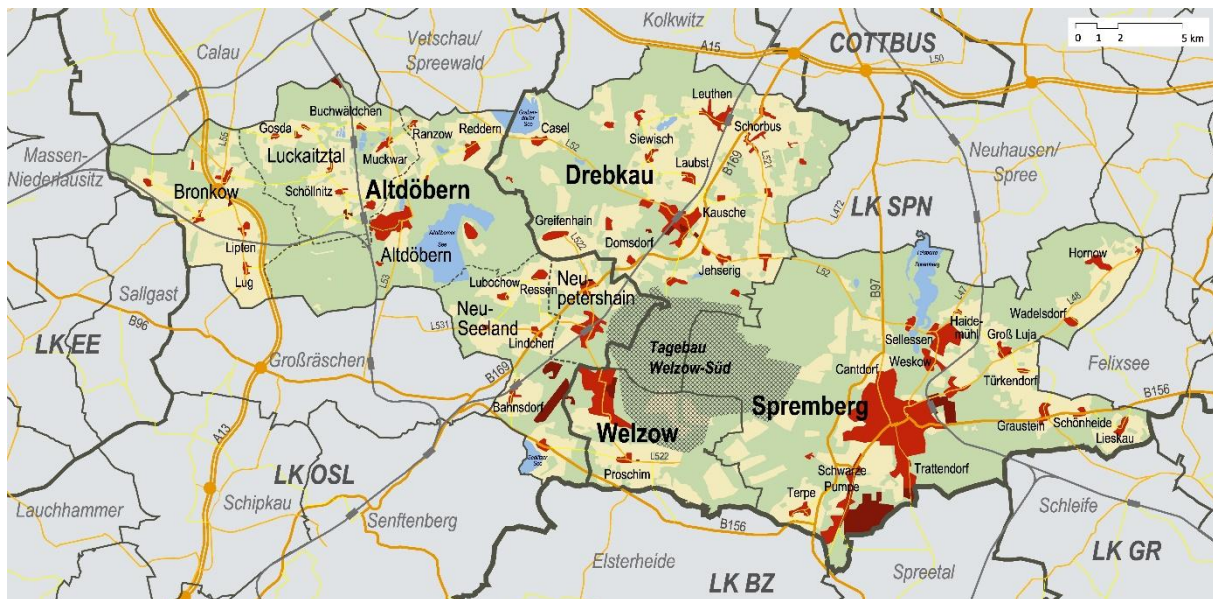 Kolkwitz
Calau
Vetschau/
Spreewald
A15
COTTBUS
L50
0 1 2 5 km
Leuthen
Buchwäldchen
Gosda
L55
Ranzow
Reddern
Casel
L52
Siewisch
Schorbus
L521
Luckaitztal
Muckwar
Laubst
B169
Massen-
Niederlausitz
Neuhausen/
Spree
Bronkow
Schöllnitz
Altdöbern
Drebkau
LK SPN
Kausche
L472
Greifenhain
Lipten
Altdöbern
Altdöberner
See
L522
Domsdorf
Hornow
Lug
L53
Lubochow
Ressen
Neu-
petershain
Jehserig
L52
B97
L47
L48
Wadelsdorf
Sallgast
B96
Neu-
Seeland
L531
Lindchen
Haide-
mühl
Sellessen
Groß Luja
LK EE
Großräschen
Tagebau
Welzow-Süd
Weskow
Cantdorf
Türkendorf
Felixsee
B169
Bahnsdorf
Spremberg
B156
A13
Welzow
Graustein
Schönheide
Lieskau
L522
Proschim
LK OSL
Schwarze
Pumpe
Trattendorf
Terpe
Lauchhammer
Schipkau
Senftenberg
B156
Schleife
Elsterheide
LK BZ
Spreetal
LK GR